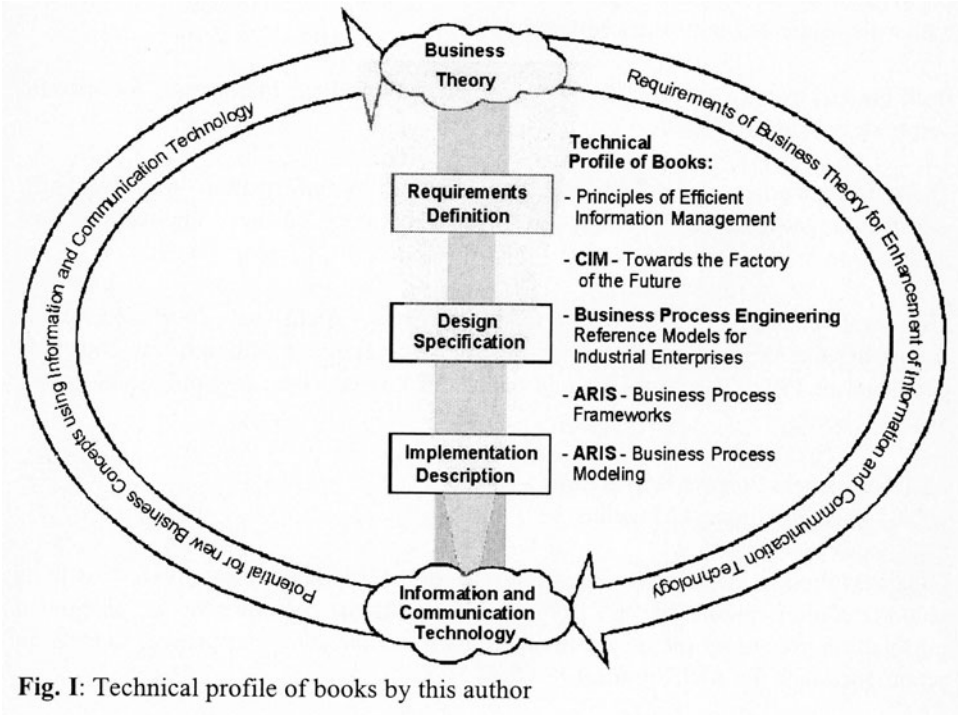 Business
Theory
Potential for new Business Concepts using Information and Communication Technology
Requirements of Business Theory for Enhancement of Information and Communication Technology
Requirements
Definition
Design
Specification
Implementation
Description
Technical
Profile of Books:
- Principles of Efficient
Information Management
- CIM - Towards the Factory
of the Future
- Business Process Engineering
Reference Models for
Industrial Enterprises
- ARIS - Business Process
Frameworks
- ARIS - Business Process
Modeling
Information and
Communication
Technology
Fig. I: Technical profile of books by this author